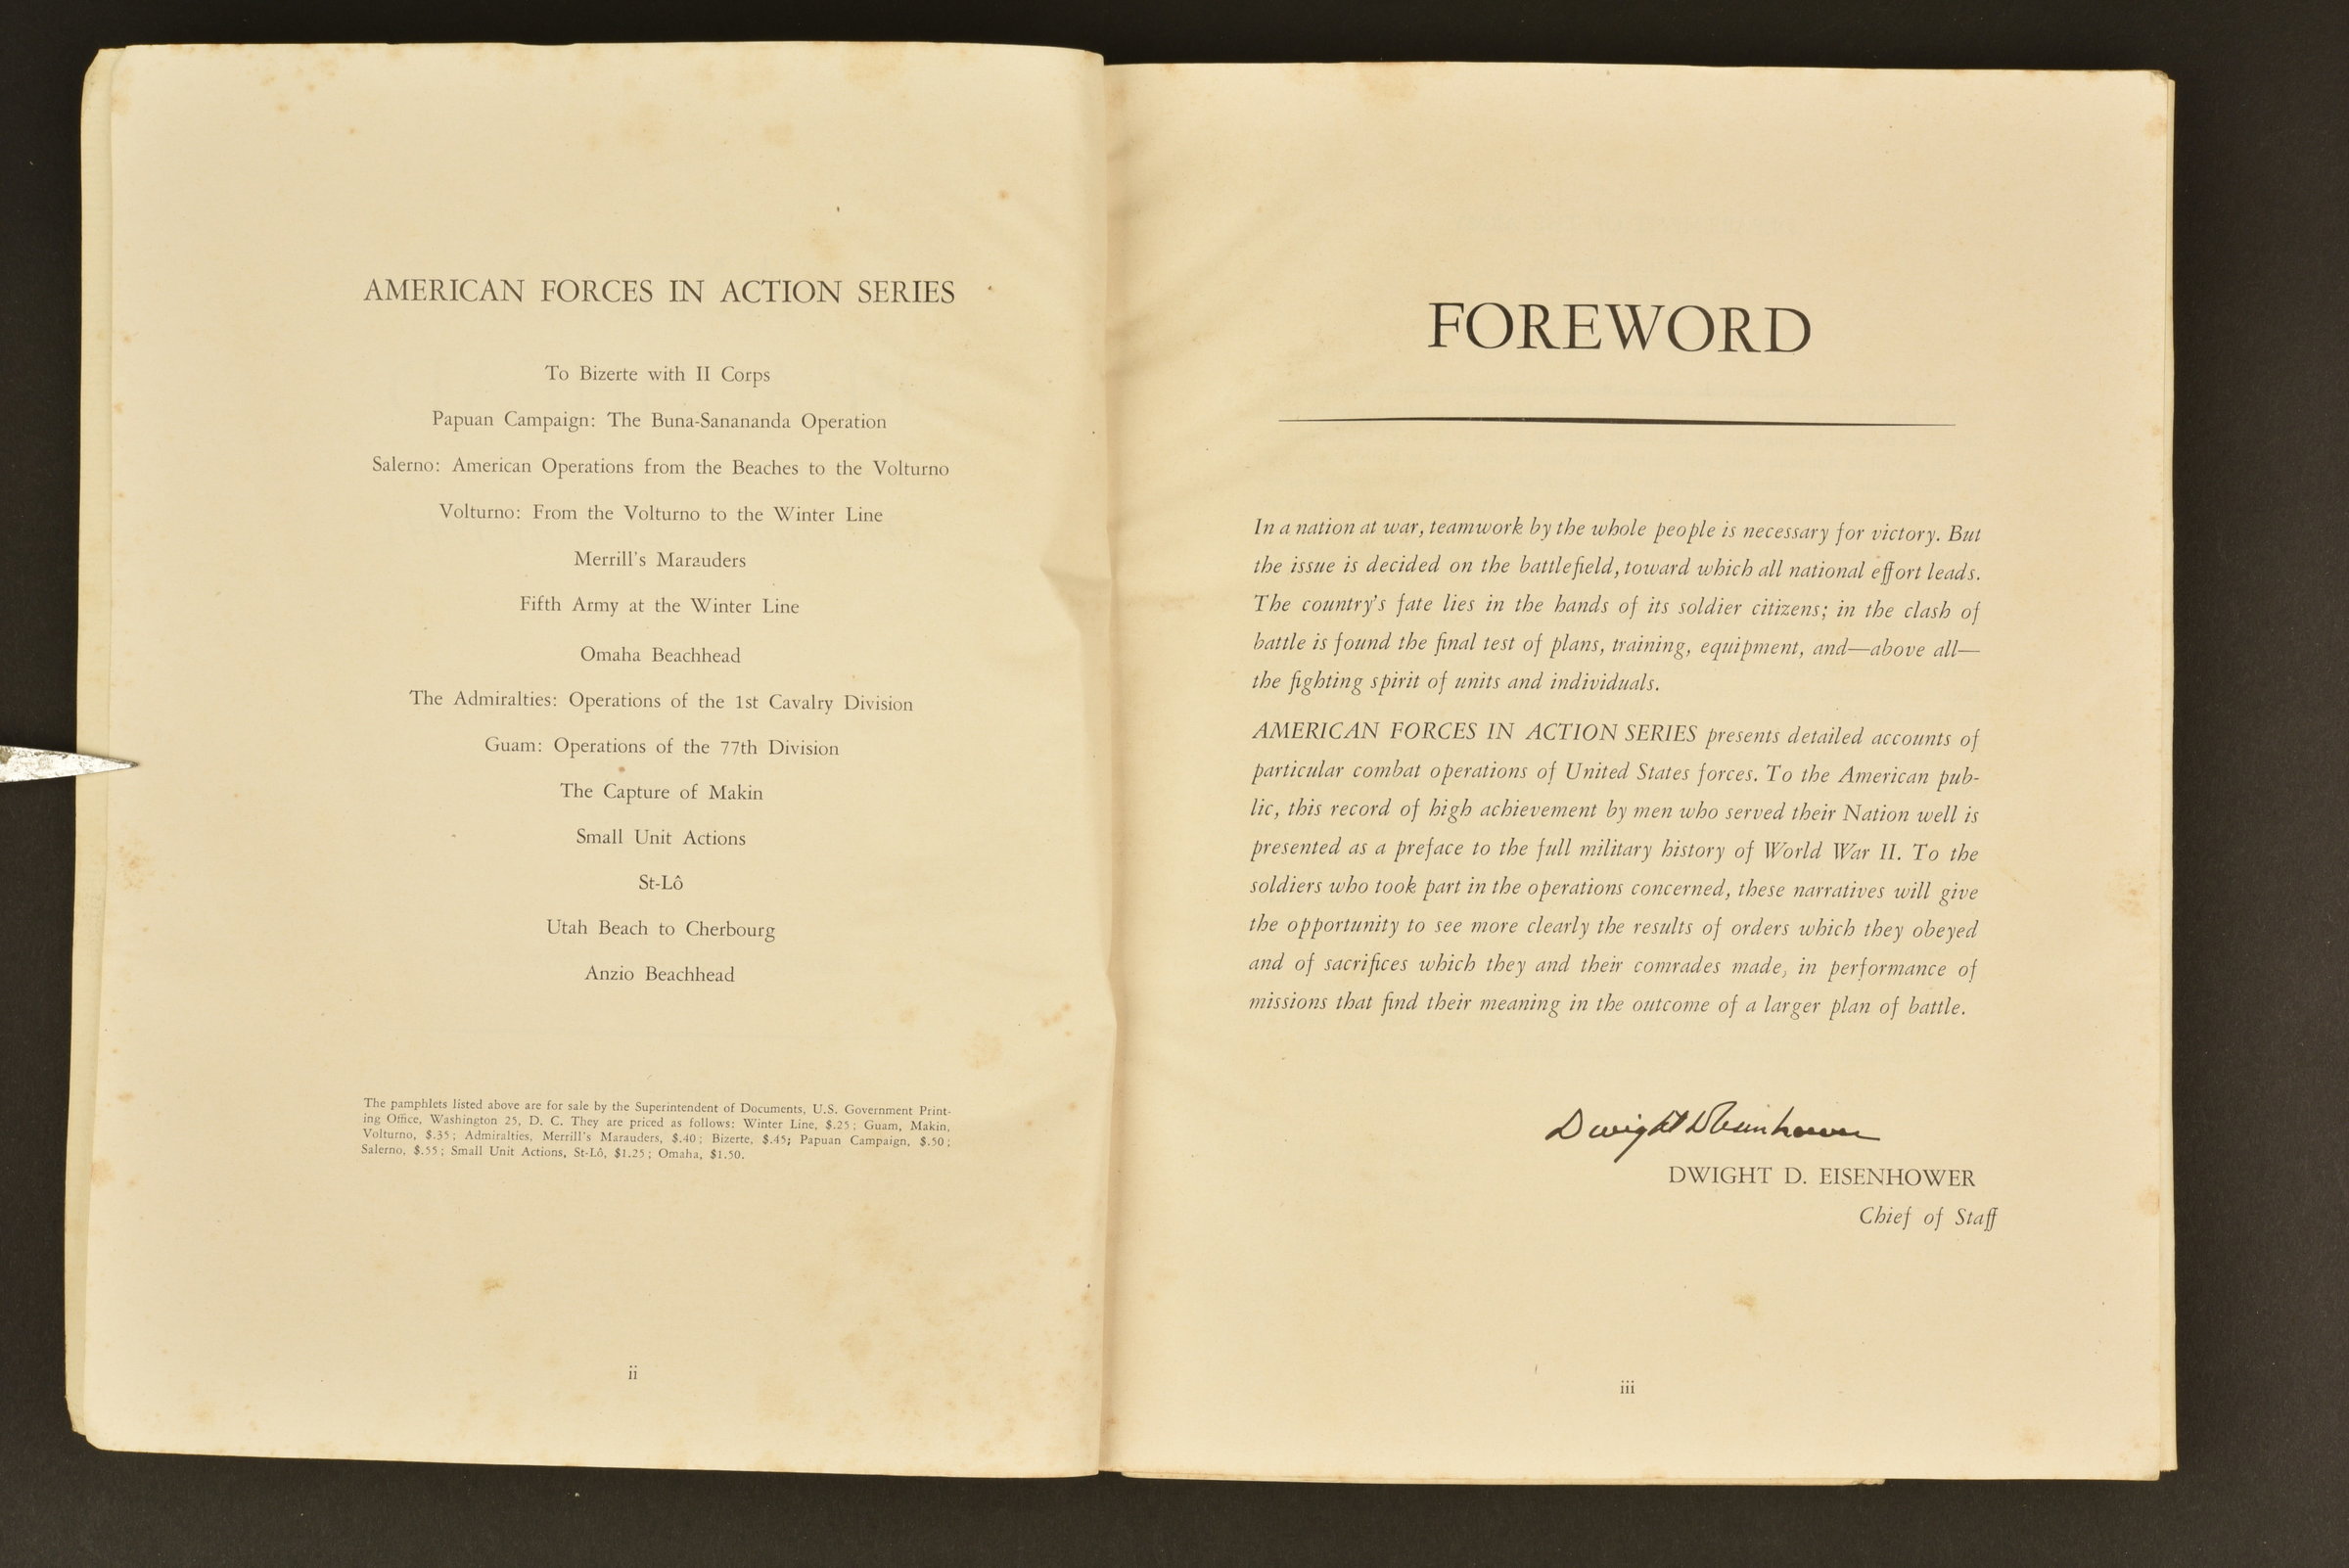 AMERICAN FORCES IN ACTION SERIES
To Bizerte with II Corps
Papuan Campaign: The Buna-Sanananda Operation
Salerno: American Operations from the Beaches to the Volturno
Volturno: From the Volturno to the Winter Line
Merrill's Marauders
Fifth Army at the Winter Line
Omaha Beachhead
The Admiralties: Operations of the 1st Cavalry Division
Guam: Operations of the 77th Division
The Capture of Makin
Small Unit Actions
St-Lô
Utah Beach to Cherbourg
Anzio Beachhead
The pamphlets listed above are for sale by the Superintendent of Documents, U.S. Government Print-
ing Office, Washington 25, D. C. They are priced as follows: Winter Line, $.25; Guam, Makin,
Volturno, $.35; Admiralties, Merrill's Marauders, $.40; Bizerte, $.45; Papuan Campaign, $.50;
Salerno, $.55; Small Unit Actions, St-Lô, $1.25; Omaha, $1.50.
ii
FOREWORD
In a nation at war, teamwork by the whole people is necessary for victory. But
the issue is decided on the battlefield, toward which all national effort leads.
The country's fate lies in the hands of its soldier citizens; in the clash of
battle is found the final test of plans, training, equipment, and—above all—
the fighting spirit of units and individuals.
AMERICAN FORCES IN ACTION SERIES presents detailed accounts of
particular combat operations of United States forces. To the American pub-
lic, this record of high achievement by men who served their Nation well is
presented as a preface to the full military history of World War II. To the
soldiers who took part in the operations concerned, these narratives will give
the opportunity to see more clearly the results of orders which they obeyed
and of sacrifices which they and their comrades made, in performance of
missions that find their meaning in the outcome of a larger plan of battle.
Dwight D Eisenhower
DWIGHT D. EISENHOWER
Chief of Staff
iii